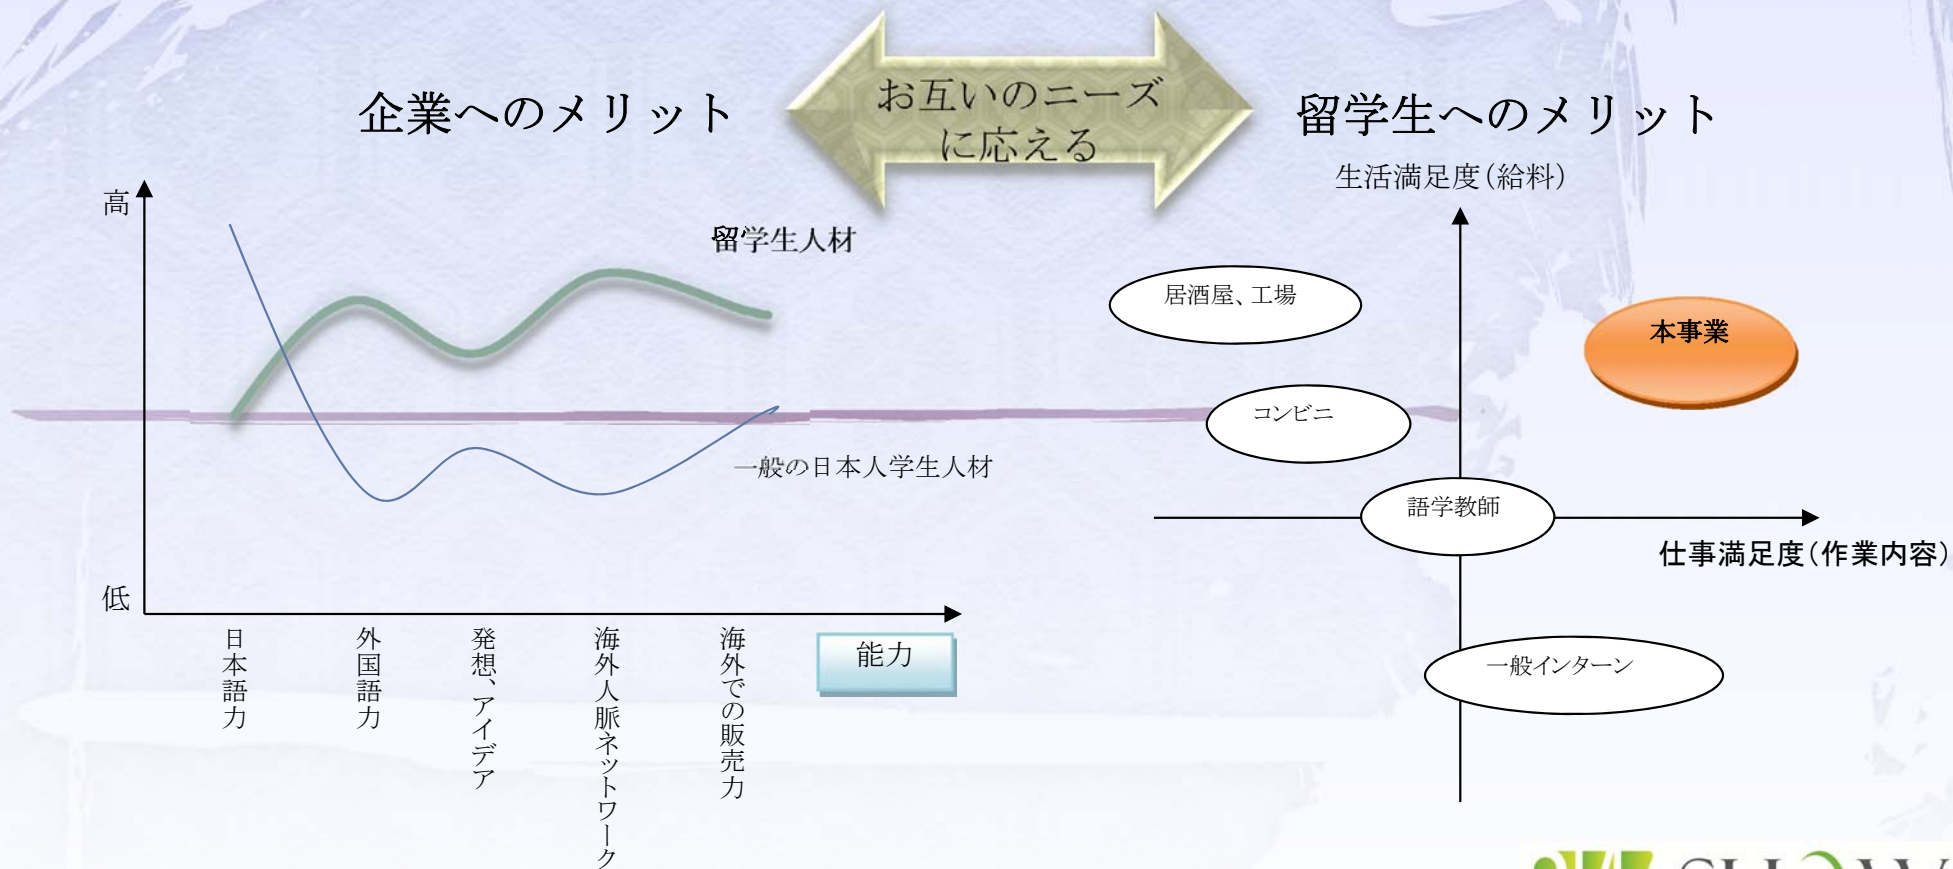 企業へのメリット
お互いのニーズ
に応える
留学生へのメリット
高
低
留学生人材
一般の日本人学生人材
日本語力
外国語力
発想、アイデア
海外人脈ネットワーク
海外での販売力
能力
生活満足度(給料)
居酒屋、工場
本事業
コンビニ
語学教師
仕事満足度(作業内容)
一般インターン